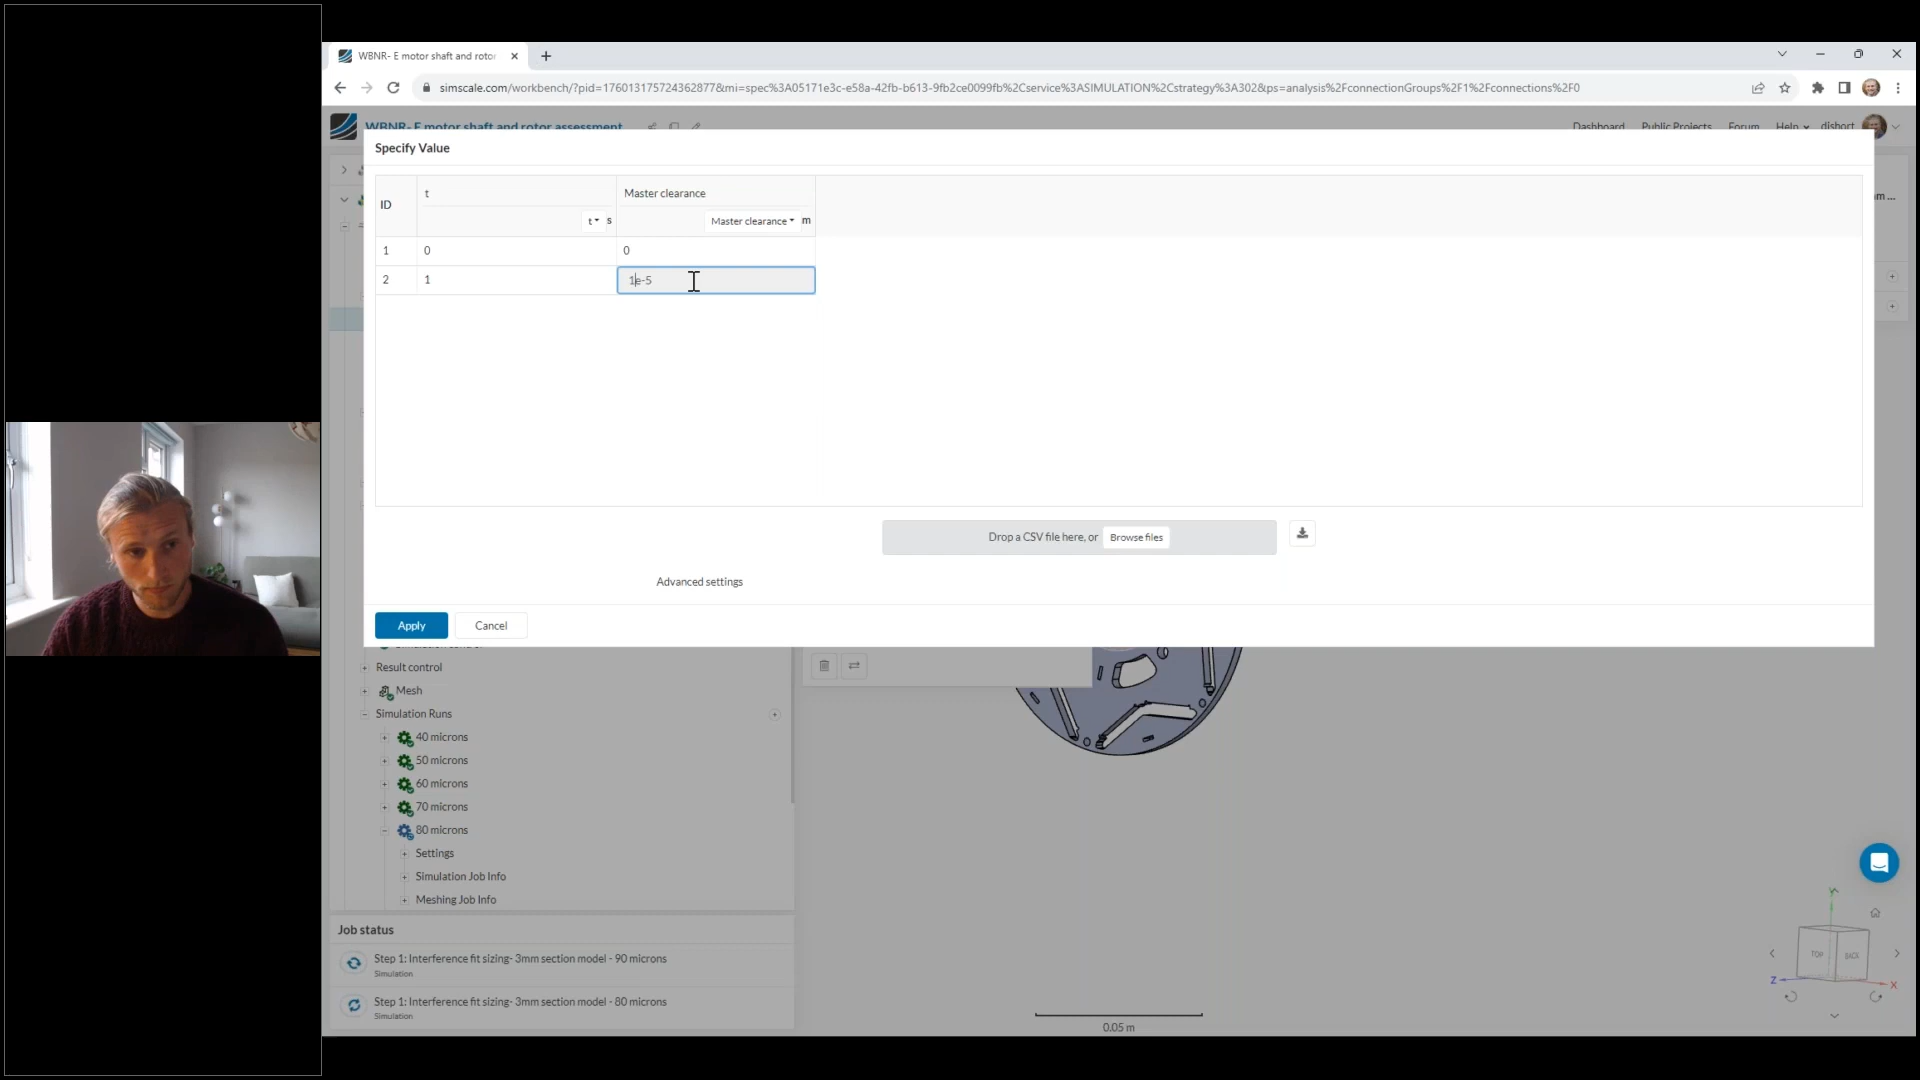 WBNR- E motor shaft and rotor
simscale.com/workbench/?pid=176013175724362877&mi=spec%3A05171e3c-e58a-42fb-b613-9fb2ce0099fb%2Cservice%3ASIMULATION%2Cstrategy%3A302&ps=analysis%2FconnectionGroups%2F1%2Fconnections%2F0
WBNR- E motor shaft and rotor assessment
Dashboard Public Projects Forum Help dishort
Specify Value
ID t Master clearance
t s Master clearance m
1 0 0
2 1 1e-5
Drop a CSV file here, or Browse files
Advanced settings
Apply Cancel
Result control
Mesh
Simulation Runs
40 microns
50 microns
60 microns
70 microns
80 microns
Settings
Simulation Job Info
Meshing Job Info
Job status
Step 1: Interference fit sizing- 3mm section model - 90 microns
Simulation
Step 1: Interference fit sizing- 3mm section model - 80 microns
Simulation
0.05 m
Y
TOP BACK
Z X